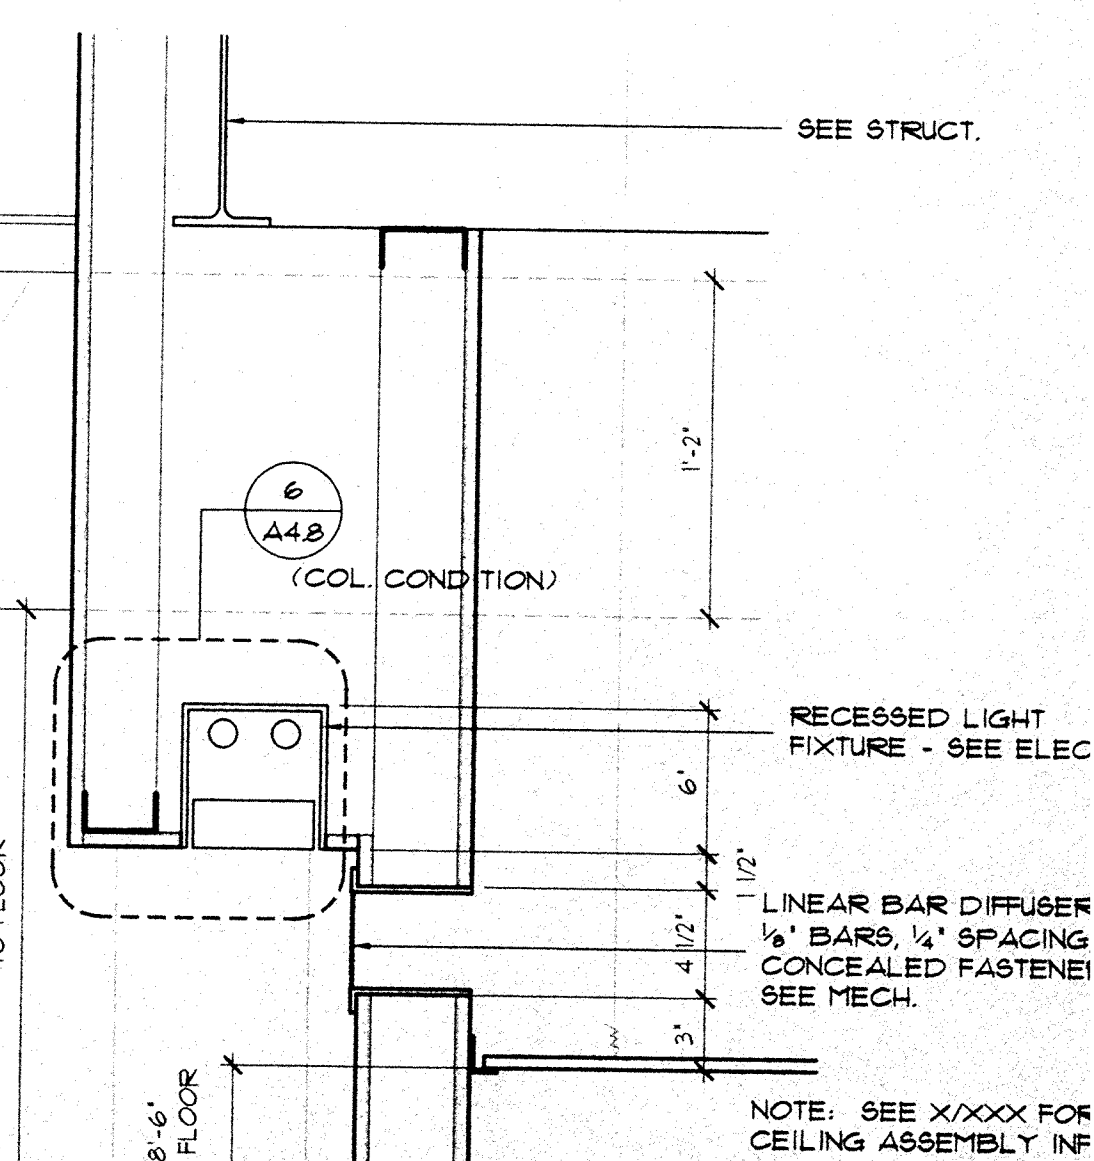 SEE STRUCT.
1'-2"
6
A4.8
(COL. CONDITION)
RECESSED LIGHT
FIXTURE - SEE ELEC
6"
1 1/2"
LINEAR BAR DIFFUSER
1/8" BARS, 1/4" SPACING
CONCEALED FASTENE
SEE MECH.
4 1/2"
3"
8'-6"
FLOOR
NOTE: SEE X/XXX FOR
CEILING ASSEMBLY INF